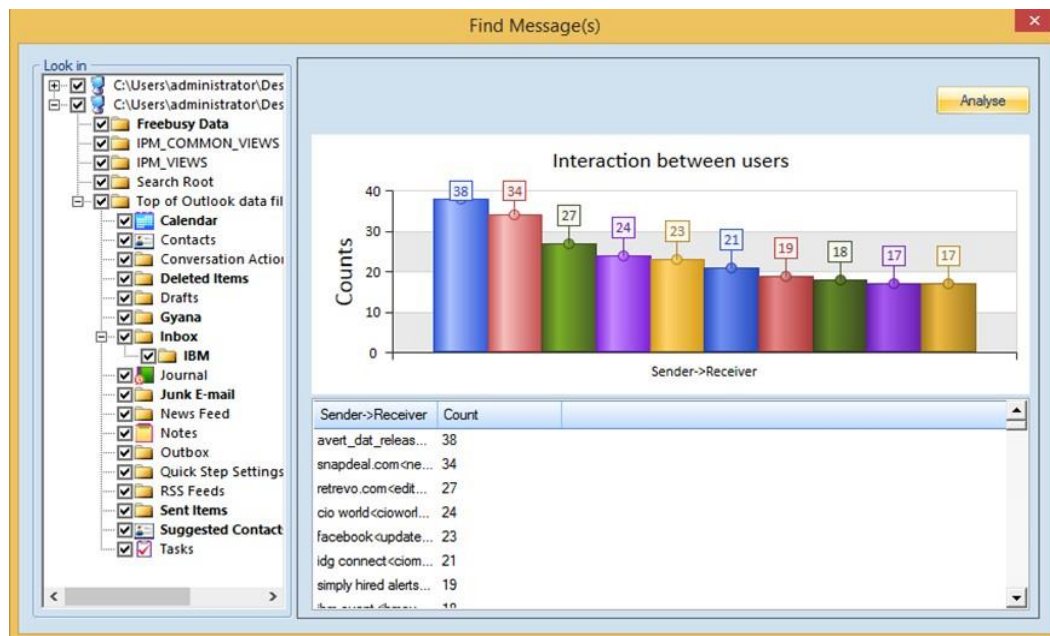 Find Message(s)
Look in
C:\Users\administrator\Des
C:\Users\administrator\Des
Freebusy Data
IPM_COMMON_VIEWS
IPM_VIEWS
Search Root
Top of Outlook data fil
Calendar
Contacts
Conversation Action
Deleted Items
Drafts
Gyana
Inbox
IBM
Journal
Junk E-mail
News Feed
Notes
Outbox
Quick Step Settings
RSS Feeds
Sent Items
Suggested Contact
Tasks
Analyse
Interaction between users
Counts
40
30
20
10
0
38 34 27 24 23 21 19 18 17 17
Sender->Receiver
Sender->Receiver Count
avert_dat_releas... 38
snapdeal.com<ne... 34
retrevo.com<edit... 27
cio world<cioworl... 24
facebook<update... 23
idg connect<ciom... 21
simply hired alerts... 19
18